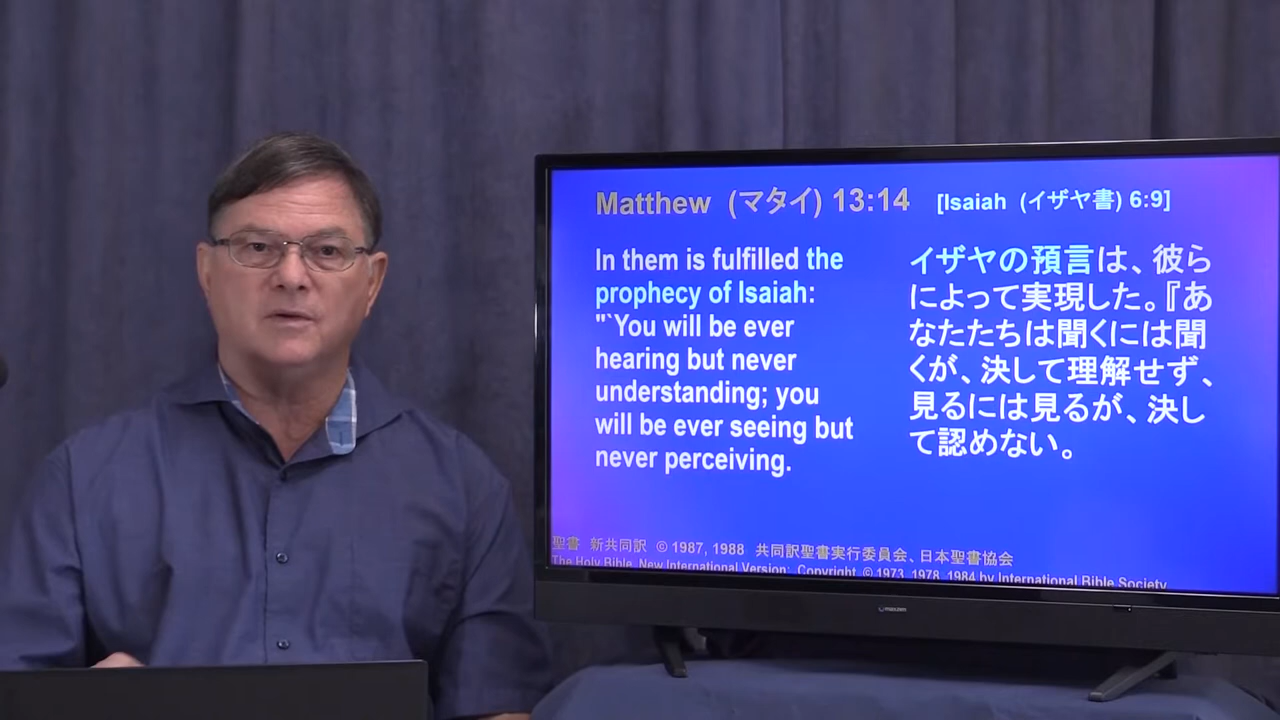 Matthew (マタイ) 13:14 [Isaiah (イザヤ書) 6:9]
In them is fulfilled the
prophecy of Isaiah:
"`You will be ever
hearing but never
understanding; you
will be ever seeing but
never perceiving.
イザヤの預言は、彼ら
によって実現した。『あ
なたたちは聞くには聞
くが、決して理解せず、
見るには見るが、決し
て認めない。
聖書 新共同訳 © 1987, 1988 共同訳聖書実行委員会、日本聖書協会
The Holy Bible, New International Version; Copyright © 1973, 1978, 1984 by International Bible Society
maxzen